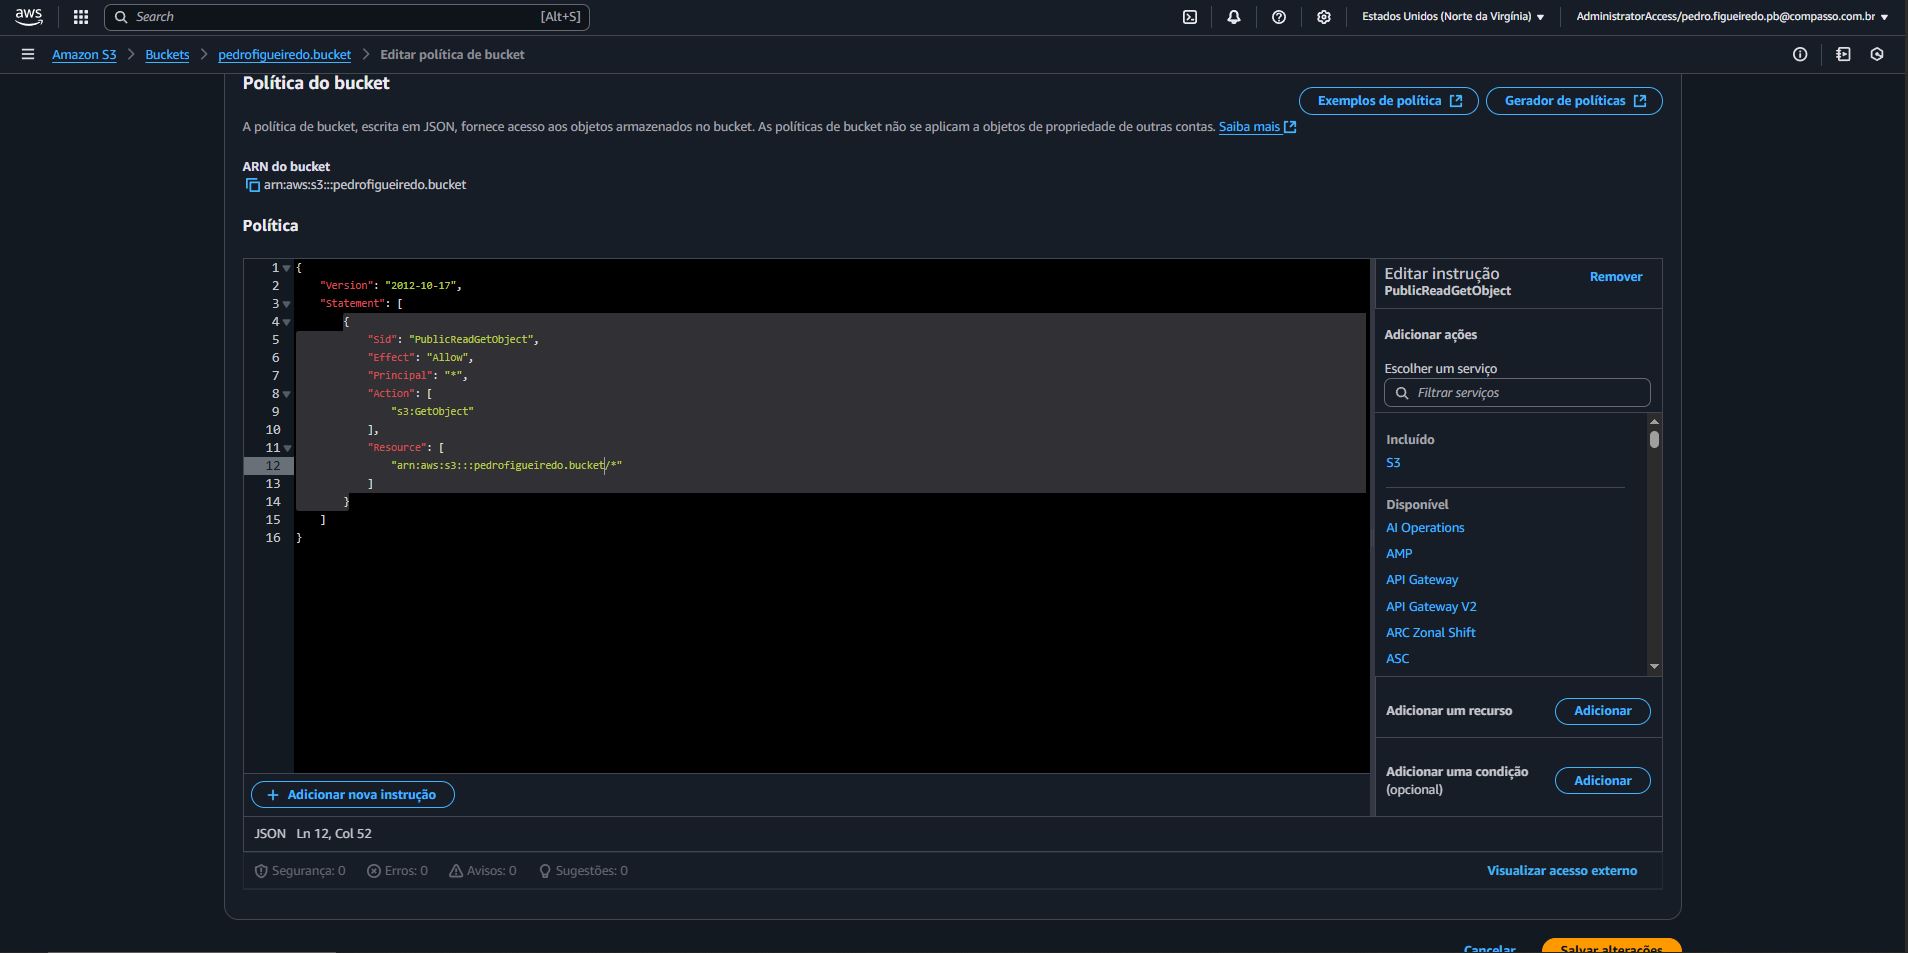 aws
Search [Alt+S]
Estados Unidos (Norte da Virgínia)
AdministratorAccess/pedro.figueiredo.pb@compasso.com.br
Amazon S3 > Buckets > pedrofigueiredo.bucket > Editar política de bucket
Política do bucket
Exemplos de política
Gerador de políticas
A política de bucket, escrita em JSON, fornece acesso aos objetos armazenados no bucket. As políticas de bucket não se aplicam a objetos de propriedade de outras contas. Saiba mais
ARN do bucket
arn:aws:s3:::pedrofigueiredo.bucket
Política
1 {
2 "Version": "2012-10-17",
3 "Statement": [
4 {
5 "Sid": "PublicReadGetObject",
6 "Effect": "Allow",
7 "Principal": "*",
8 "Action": [
9 "s3:GetObject"
10 ],
11 "Resource": [
12 "arn:aws:s3:::pedrofigueiredo.bucket/*"
13 ]
14 }
15 ]
16 }
+ Adicionar nova instrução
JSON Ln 12, Col 52
Segurança: 0 Erros: 0 Avisos: 0 Sugestões: 0
Visualizar acesso externo
Editar instrução
PublicReadGetObject
Remover
Adicionar ações
Escolher um serviço
Filtrar serviços
Incluído
S3
Disponível
AI Operations
AMP
API Gateway
API Gateway V2
ARC Zonal Shift
ASC
Adicionar um recurso
Adicionar
Adicionar uma condição
(opcional)
Adicionar
Cancelar
Salvar alterações